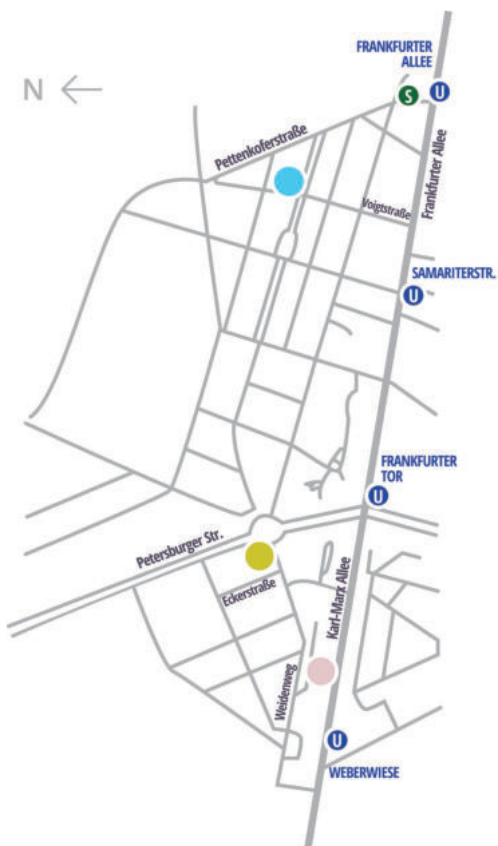 FRANKFURTER
ALLEE
N
S
U
Pettenkoferstraße
Frankfurter Allee
Voigtstraße
SAMARITERSTR.
U
FRANKFURTER
TOR
U
Petersburger Str.
Eckerstraße
Karl-Marx Allee
Weidenweg
U
WEBERWIESE